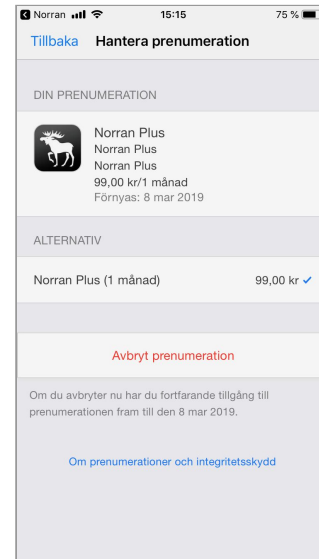 Norran 15:15 75 %
Tillbaka Hantera prenumeration
DIN PRENUMERATION
Norran Plus
Norran Plus
Norran Plus
99,00 kr/1 månad
Förnyas: 8 mar 2019
ALTERNATIV
Norran Plus (1 månad) 99,00 kr
Avbryt prenumeration
Om du avbryter nu har du fortfarande tillgång till
prenumerationen fram till den 8 mar 2019.
Om prenumerationer och integritetsskydd